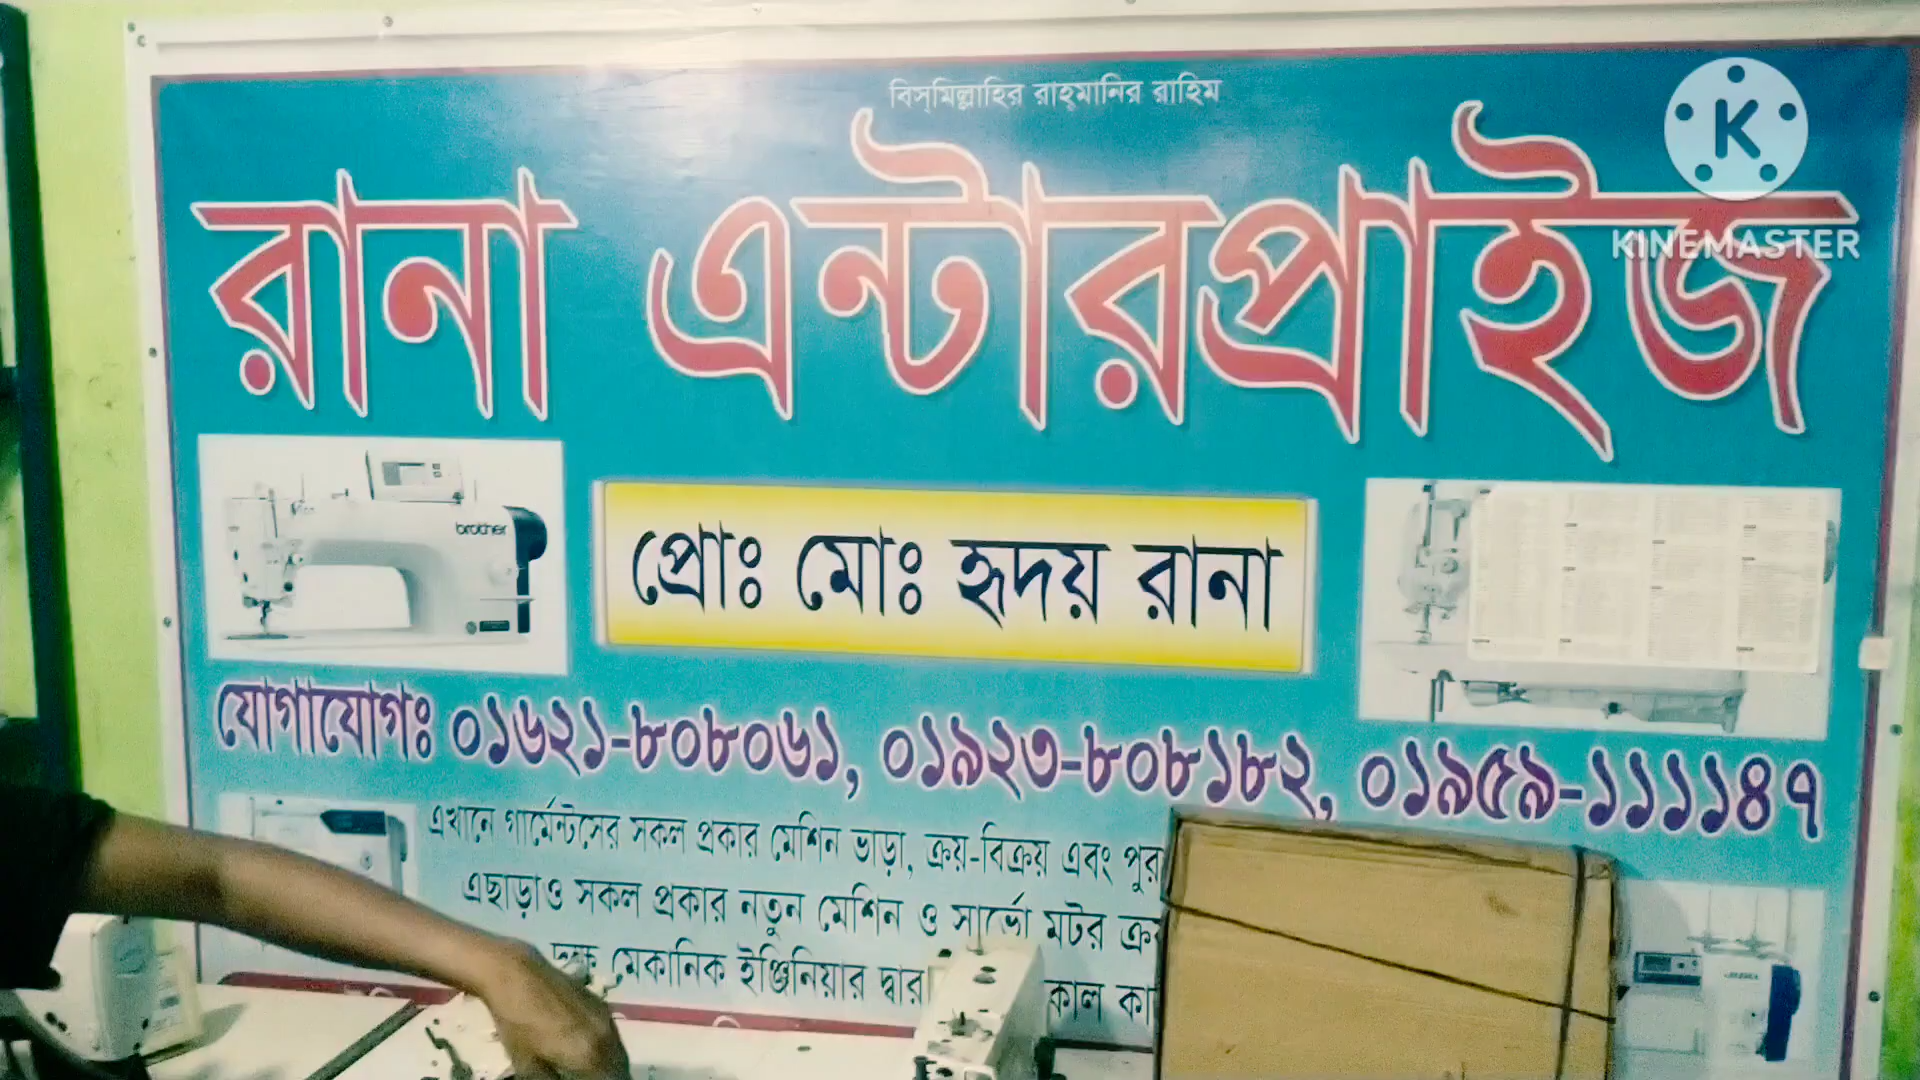 বিস্‌মিল্লাহির রাহ্‌মানির রাহিম
রানা এন্টারপ্রাইজ
K
KINEMASTER
brother
প্রোঃ মোঃ হৃদয় রানা
যোগাযোগঃ ০১৬২১-৮০৮০৬১, ০১৯২৩-৮০৮১৮২, ০১৯৫৯-১১১১৪৭
এখানে গার্মেন্টসের সকল প্রকার মেশিন ভাড়া, ক্রয়-বিক্রয় এবং পুর
এছাড়াও সকল প্রকার নতুন মেশিন ও সার্ভো মটর ক্র
দক্ষ মেকানিক ইঞ্জিনিয়ার দ্বার কাল কা